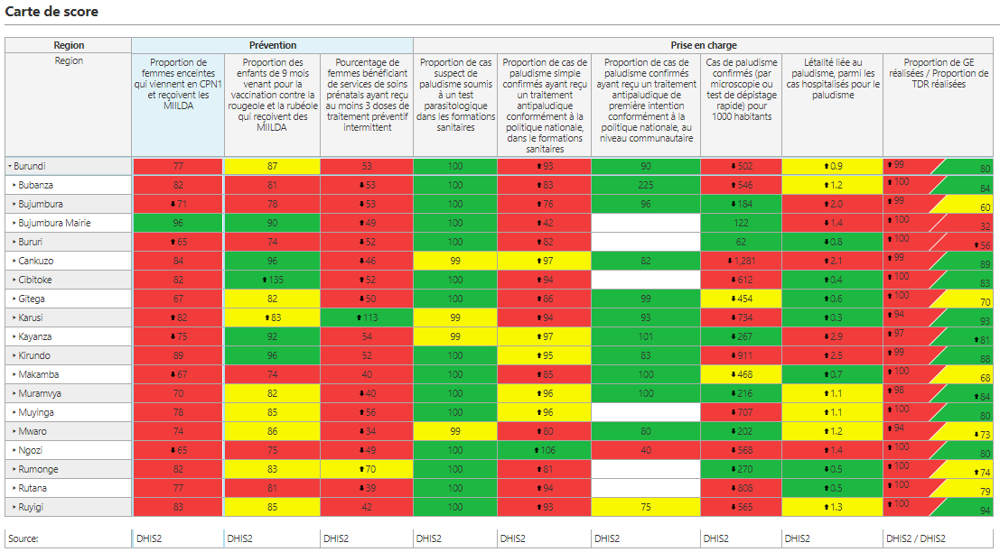 Carte de score
Region Prévention Prise en charge
Region
Proportion de femmes enceintes qui viennent en CPN1 et reçoivent les MIILDA
Proportion des enfants de 9 mois venant pour la vaccination contre la rougeole et la rubéole qui reçoivent des MIILDA
Pourcentage de femmes bénéficiant de services de soins prénatals ayant reçu au moins 3 doses de traitement préventif intermittent
Proportion de cas suspect de paludisme soumis à un test parasitologique dans les formations sanitaires
Proportion de cas de paludisme simple confirmés ayant reçu un traitement antipaludique conformément à la politique nationale, dans le formations sanitaires
Proportion de cas de paludisme confirmés ayant reçu un traitement antipaludique de première intention conformément à la politique nationale, au niveau communautaire
Cas de paludisme confirmés (par microscopie ou test de dépistage rapide) pour 1000 habitants
Létalité liée au paludisme, parmi les cas hospitalisés pour le paludisme
Proportion de GE réalisées / Proportion de TDR réalisées
Burundi 77 87 53 100 93 90 502 0.9 99 80
Bubanza 82 81 53 100 83 225 546 1.2 100 84
Bujumbura 71 78 53 100 76 96 184 2.0 99 60
Bujumbura Mairie 96 90 49 100 42 122 1.4 100 32
Bururi 65 74 52 100 82 62 0.8 100 56
Cankuzo 84 96 46 99 97 82 1,281 2.1 99 89
Cibitoke 82 135 52 100 94 612 0.4 100 83
Gitega 67 82 50 100 86 99 454 0.6 100 70
Karusi 82 83 113 99 94 93 734 0.3 94 93
Kayanza 75 92 54 99 97 101 267 2.9 97 81
Kirundo 89 96 52 100 95 83 911 2.5 99 88
Makamba 67 74 40 100 85 100 468 0.7 100 68
Muramvya 70 82 40 100 96 100 216 1.1 98 84
Muyinga 78 85 56 100 96 707 1.1 100 80
Mwaro 74 86 34 99 80 80 202 1.2 94 73
Ngozi 65 75 49 100 106 40 568 1.4 100 80
Rumonge 82 83 70 100 81 270 0.5 100 74
Rutana 77 81 39 100 94 808 0.5 100 79
Ruyigi 83 85 42 100 93 75 565 1.3 100 94
Source: DHIS2 DHIS2 DHIS2 DHIS2 DHIS2 DHIS2 DHIS2 DHIS2 DHIS2 / DHIS2